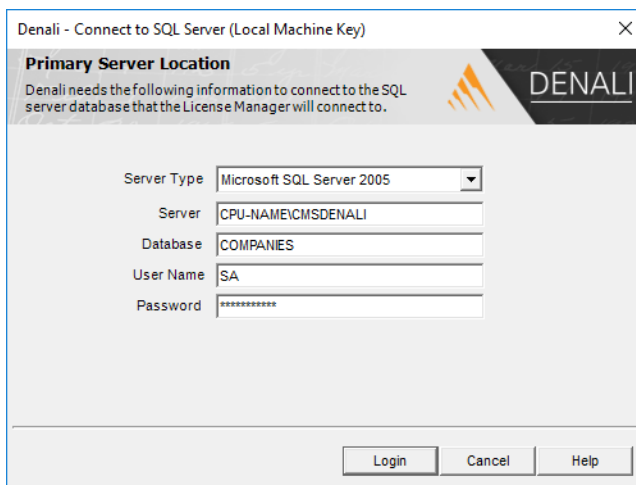 Denali - Connect to SQL Server (Local Machine Key)
Primary Server Location
Denali needs the following information to connect to the SQL
server database that the License Manager will connect to.
DENALI
Server Type Microsoft SQL Server 2005
Server CPU-NAME\CMSDENALI
Database COMPANIES
User Name SA
Password ***********
Login Cancel Help